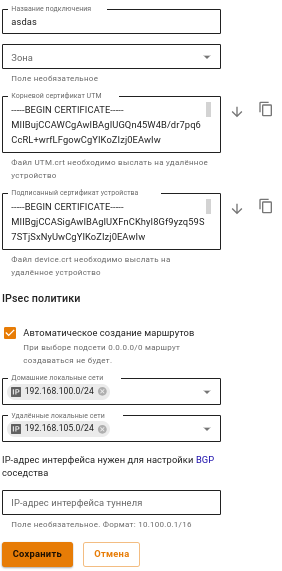 Название подключения
asdas
Зона
Поле необязательное
Корневой сертификат UTM
-----BEGIN CERTIFICATE-----
MIIBujCCAWCgAwIBAgIUGQn45W4B/dr7pq6
CcRL+wrfLFgowCgYIKoZIzj0EAwIw
Файл UTM.crt необходимо выслать на удалённое
устройство
Подписанный сертификат устройства
-----BEGIN CERTIFICATE-----
MIIBgjCCASigAwIBAgIUXFnCKhyI8Gf9yzq59S
7STjSxNyUwCgYIKoZIzj0EAwIw
Файл device.crt необходимо выслать на
удалённое устройство
IPsec политики
Автоматическое создание маршрутов
При выборе подсети 0.0.0.0/0 маршрут
создаваться не будет.
Домашние локальные сети
IP 192.168.100.0/24
Удалённые локальные сети
IP 192.168.105.0/24
IP-адрес интерфейса нужен для настройки BGP
соседства
IP-адрес интерфейса туннеля
Поле необязательное. Формат: 10.100.0.1/16
Сохранить Отмена